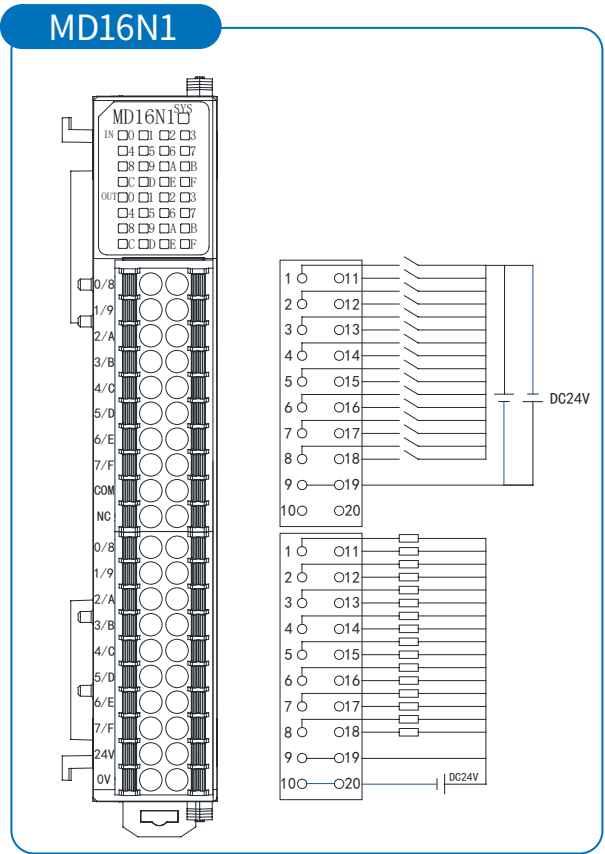 MD16N1
MD16N1 SYS
IN 0 1 2 3
4 5 6 7
8 9 A B
C D E F
OUT 0 1 2 3
4 5 6 7
8 9 A B
C D E F
0/8
1/9
2/A
3/B
4/C
5/D
6/E
7/F
COM
NC
0/8
1/9
2/A
3/B
4/C
5/D
6/E
7/F
24V
0V
1 11
2 12
3 13
4 14
5 15
6 16
7 17
8 18
9 19
10 20
DC24V
1 11
2 12
3 13
4 14
5 15
6 16
7 17
8 18
9 19
10 20
DC24V